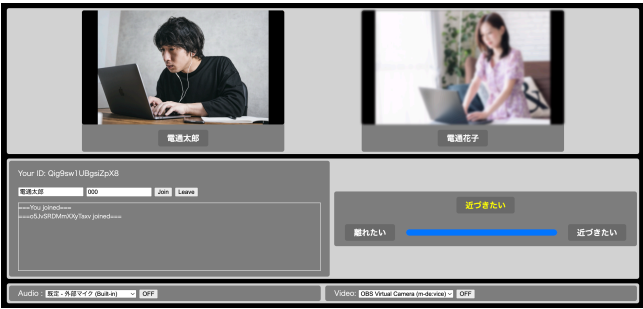 電通太郎
電通花子
Your ID: Qig9sw1UBgsiZpX8
電通太郎 000 Join Leave
===You joined===
===o5JvSRDMmXXyTsxv joined===
近づきたい
離れたい 近づきたい
Audio : 既定 - 外部マイク (Built-in) OFF
Video: OBS Virtual Camera (m-de:vice) OFF